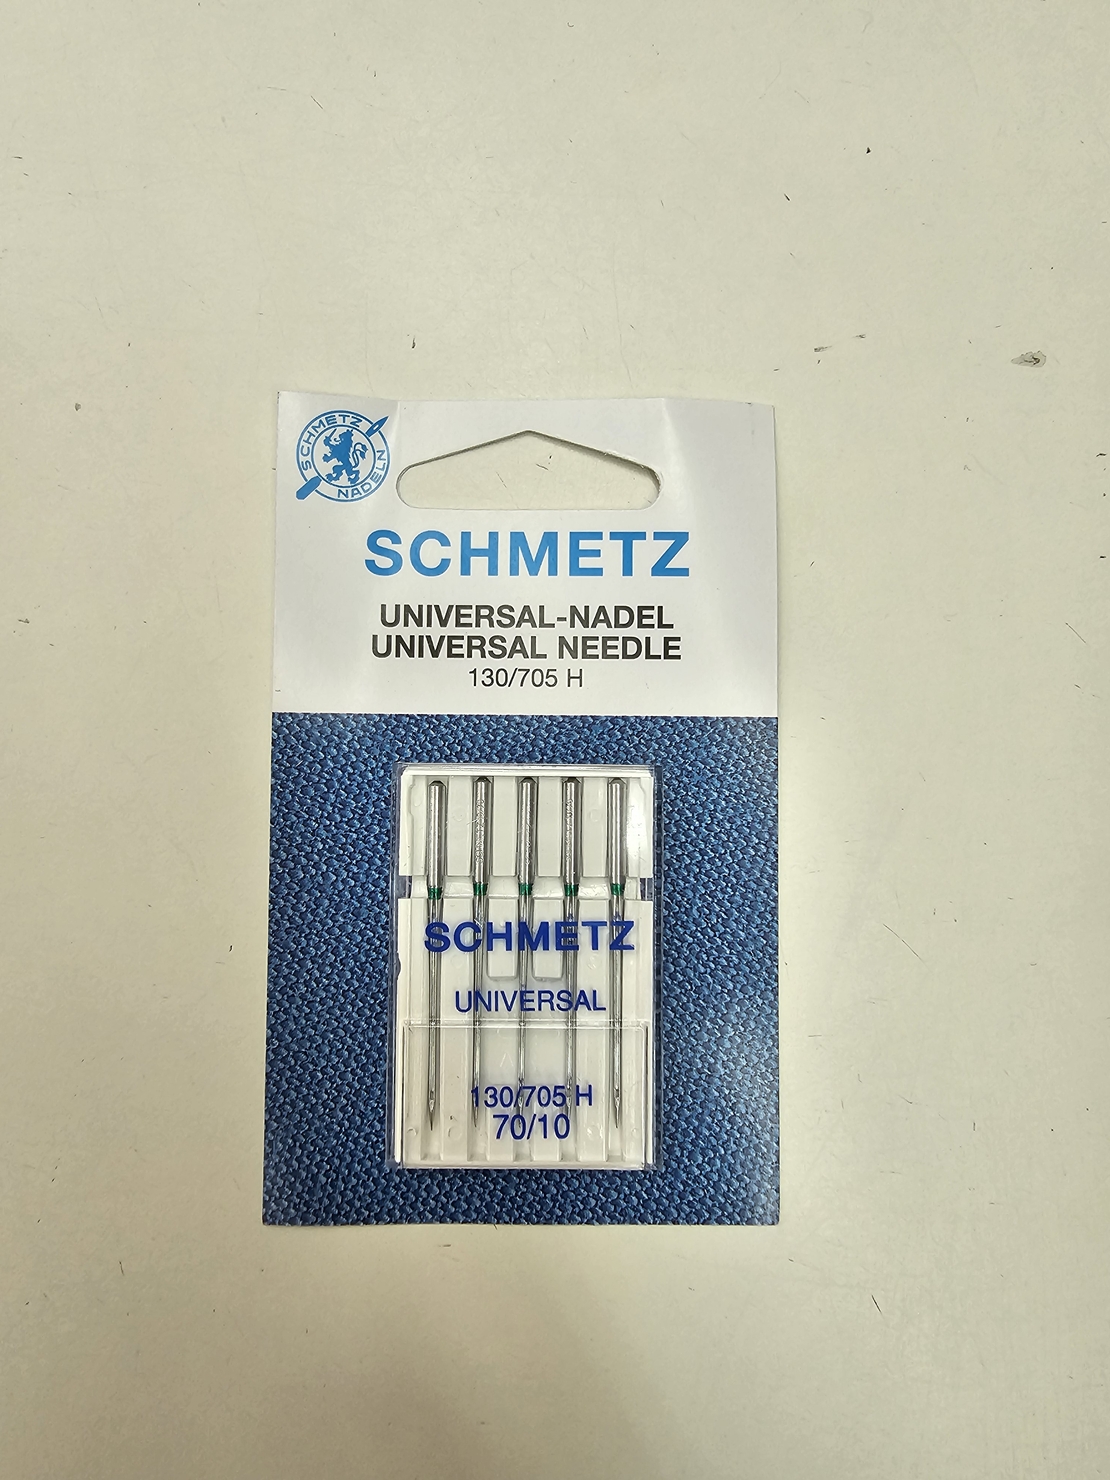 SCHMETZ
NADELN
SCHMETZ
UNIVERSAL-NADEL
UNIVERSAL NEEDLE
130/705 H
SCHMETZ
UNIVERSAL
130/705 H
70/10